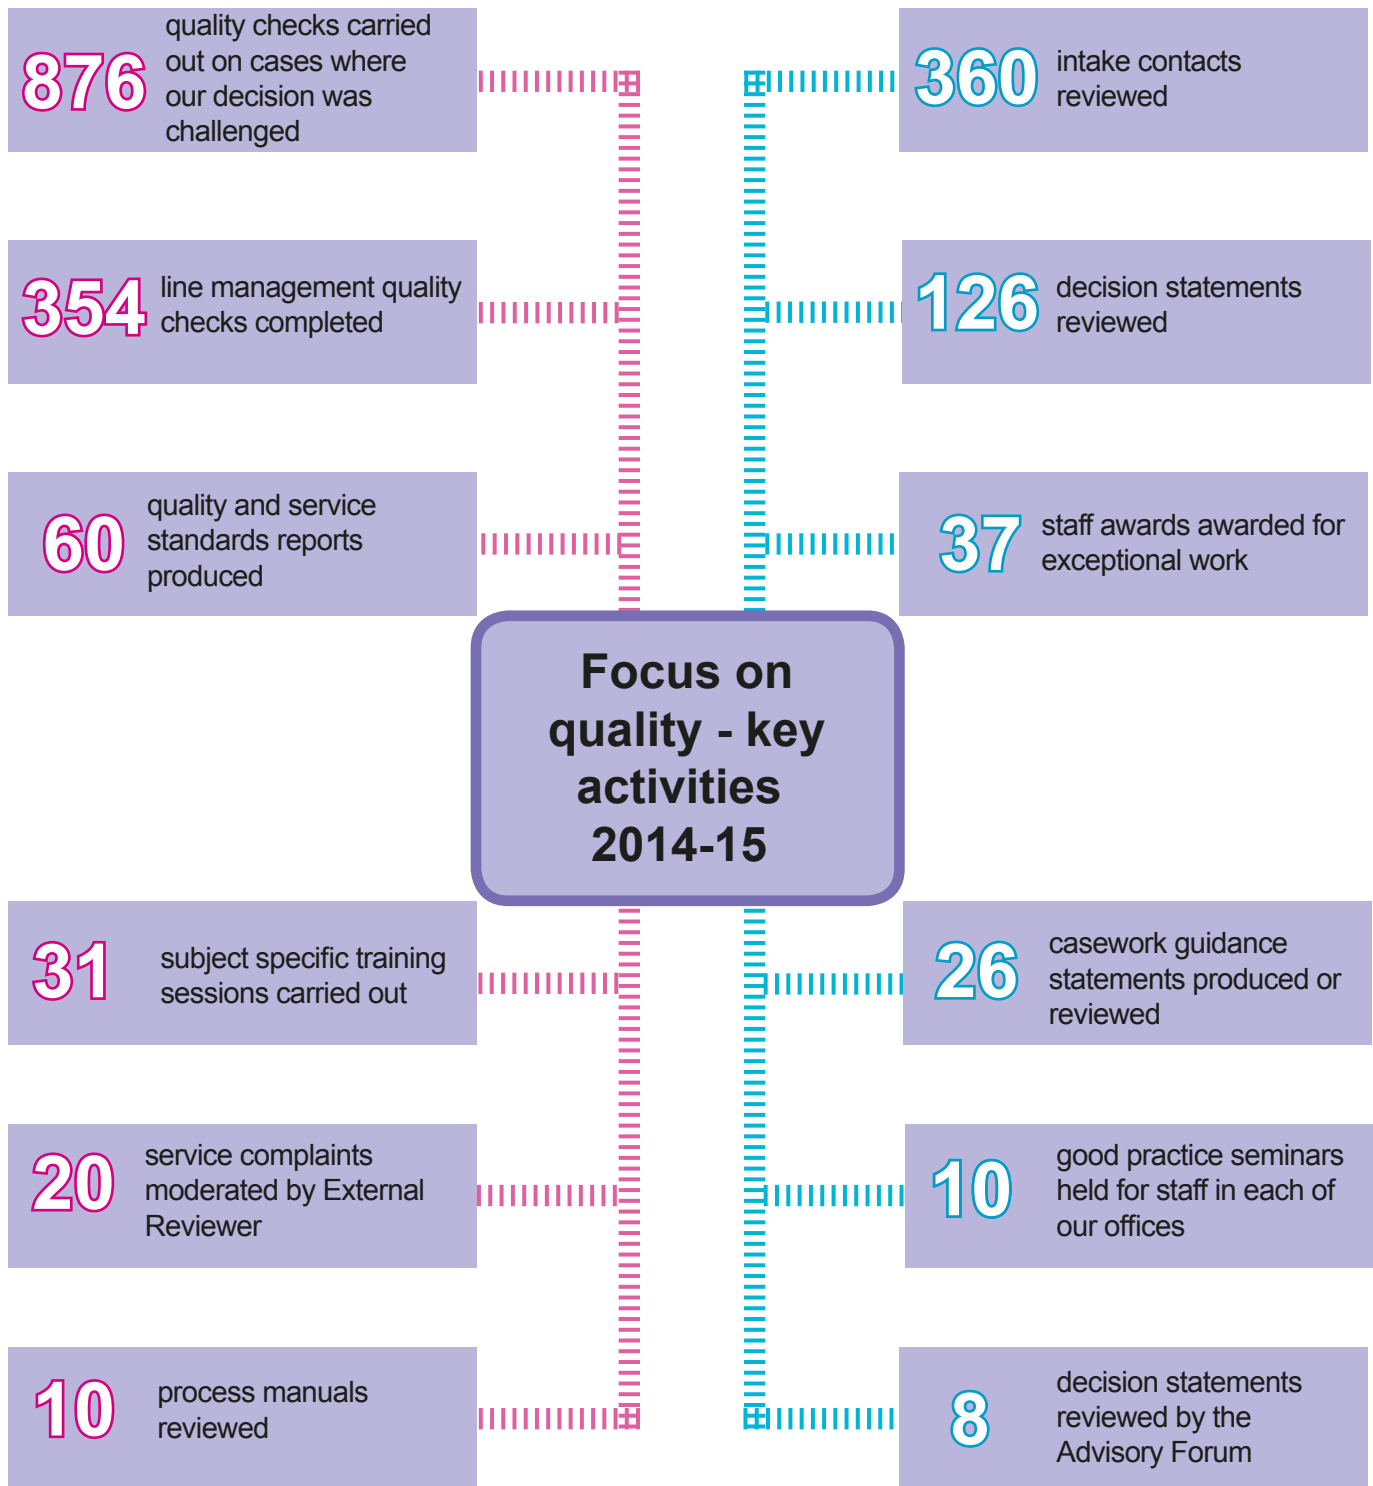 876
quality checks carried
out on cases where
our decision was
challenged
360
intake contacts
reviewed
354
line management quality
checks completed
126
decision statements
reviewed
60
quality and service
standards reports
produced
37
staff awards awarded for
exceptional work
Focus on
quality - key
activities
2014-15
31
subject specific training
sessions carried out
26
casework guidance
statements produced or
reviewed
20
service complaints
moderated by External
Reviewer
10
good practice seminars
held for staff in each of
our offices
10
process manuals
reviewed
8
decision statements
reviewed by the
Advisory Forum